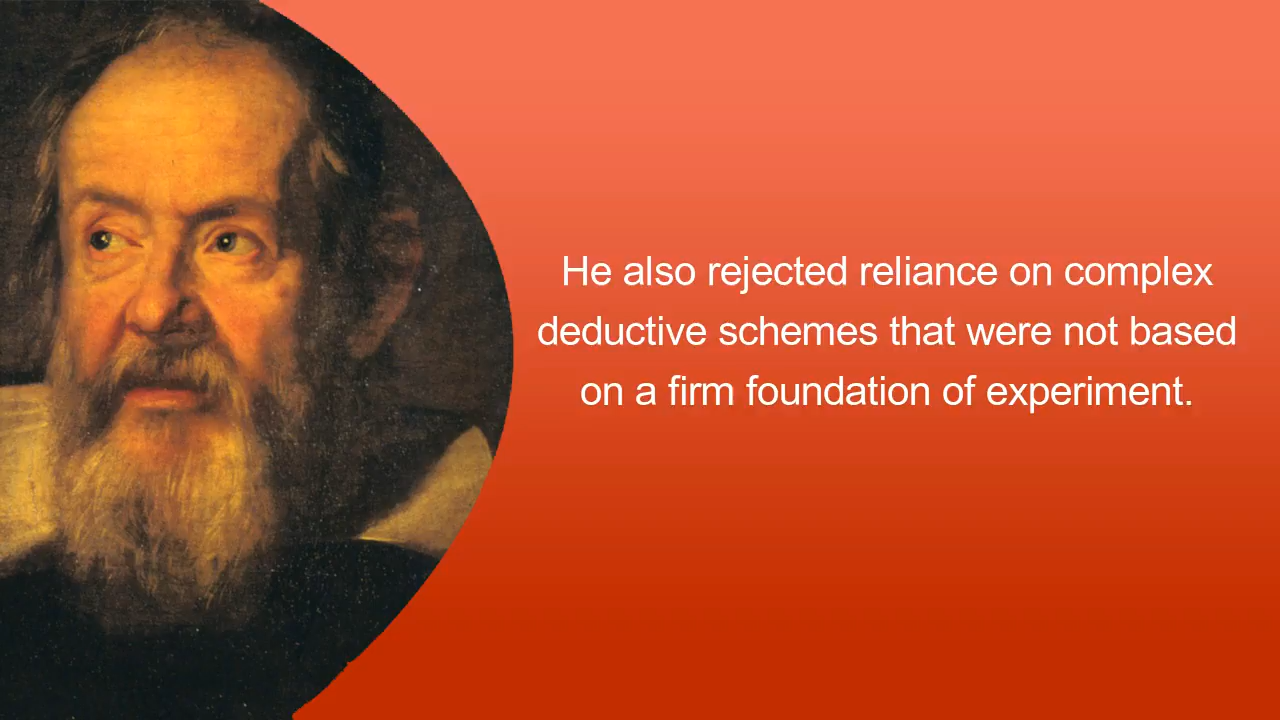 He also rejected reliance on complex
deductive schemes that were not based
on a firm foundation of experiment.